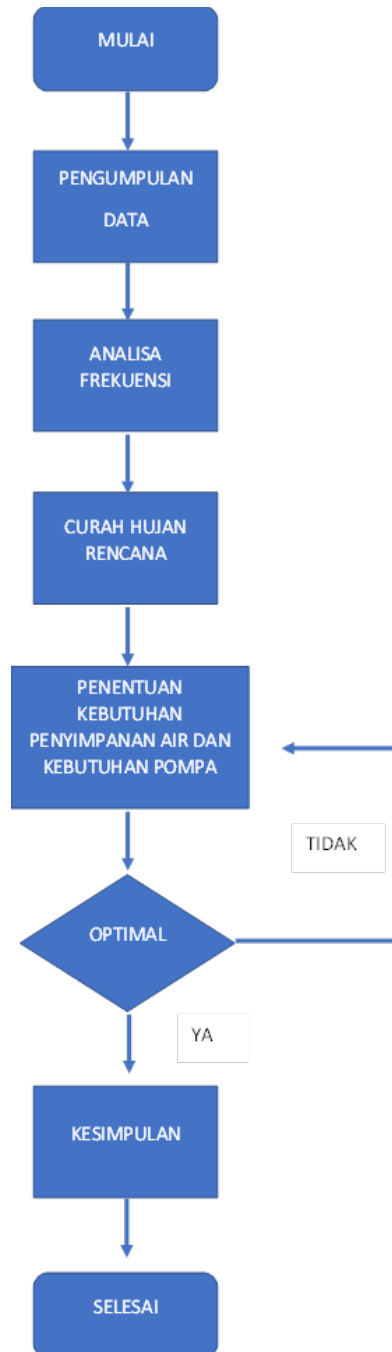 MULAI
PENGUMPULAN
DATA
ANALISA
FREKUENSI
CURAH HUJAN
RENCANA
PENENTUAN
KEBUTUHAN
PENYIMPANAN AIR DAN
KEBUTUHAN POMPA
TIDAK
OPTIMAL
YA
KESIMPULAN
SELESAI